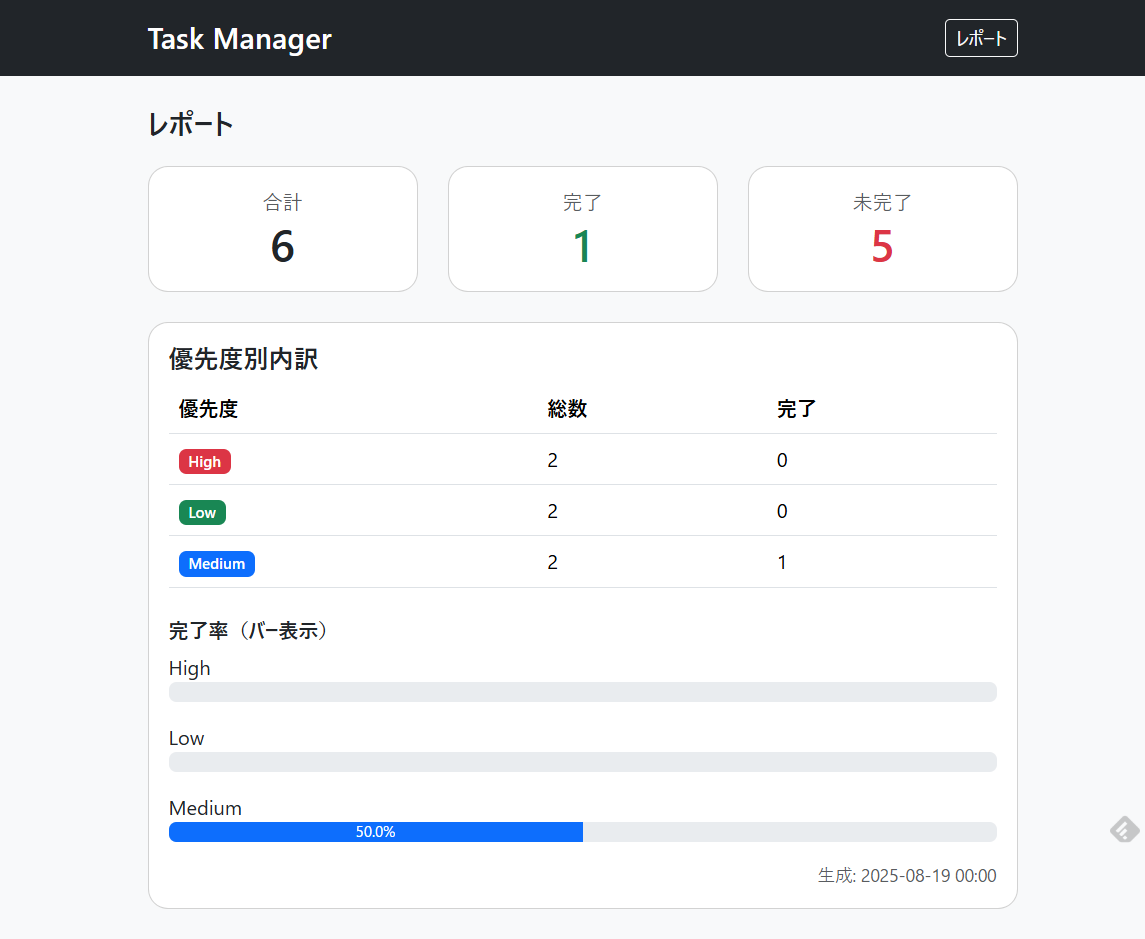 Task Manager レポート
レポート
合計 完了 未完了
6 1 5
優先度別内訳
優先度 総数 完了
High 2 0
Low 2 0
Medium 2 1
完了率（バー表示）
High
Low
Medium
50.0%
生成: 2025-08-19 00:00